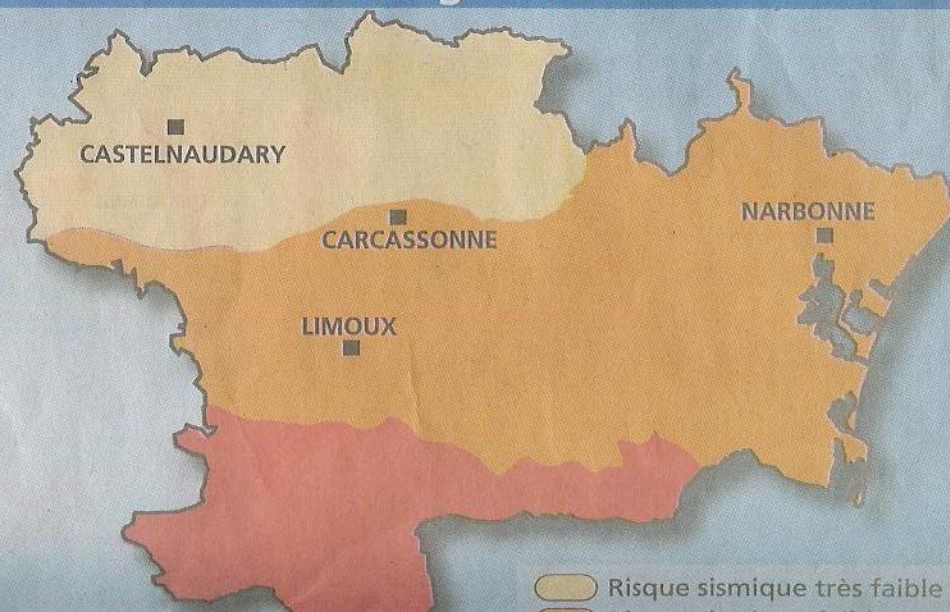 CASTELNAUDARY
NARBONNE
CARCASSONNE
LIMOUX
Risque sismique très faible